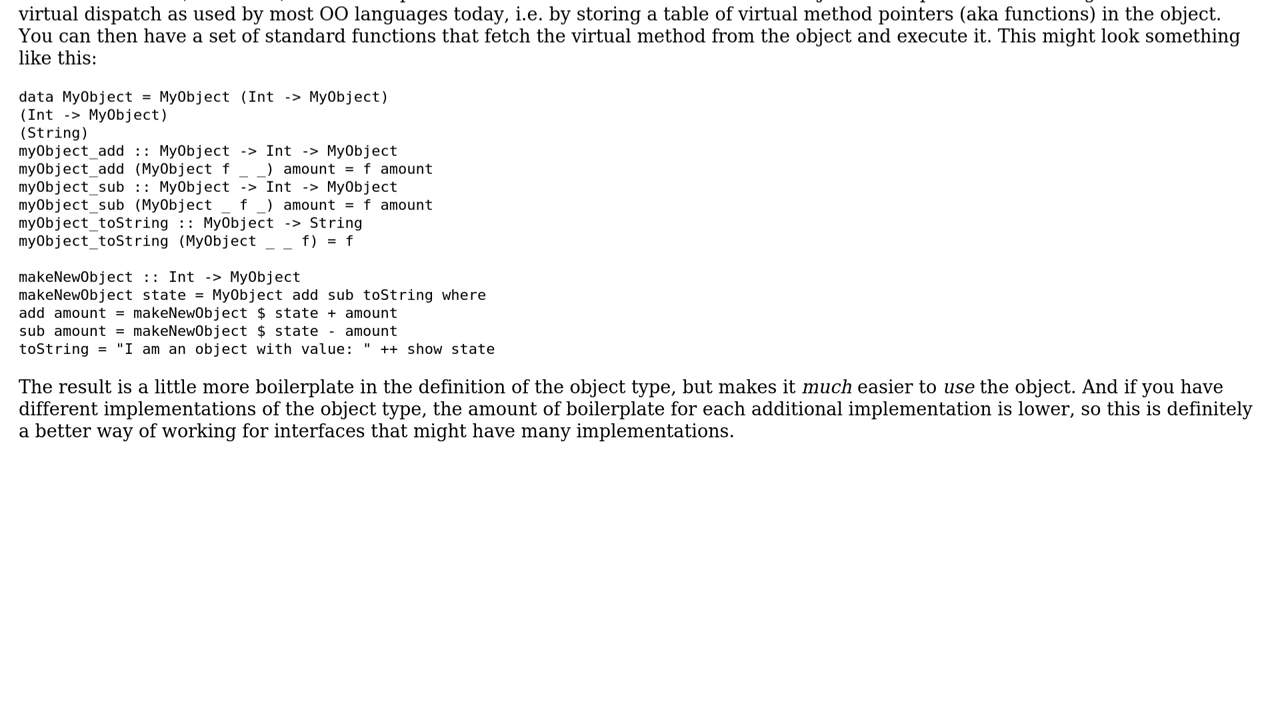 virtual dispatch as used by most OO languages today, i.e. by storing a table of virtual method pointers (aka functions) in the object.
You can then have a set of standard functions that fetch the virtual method from the object and execute it. This might look something
like this:
data MyObject = MyObject (Int -> MyObject)
(Int -> MyObject)
(String)
myObject_add :: MyObject -> Int -> MyObject
myObject_add (MyObject f _ _) amount = f amount
myObject_sub :: MyObject -> Int -> MyObject
myObject_sub (MyObject _ f _) amount = f amount
myObject_toString :: MyObject -> String
myObject_toString (MyObject _ _ f) = f
makeNewObject :: Int -> MyObject
makeNewObject state = MyObject add sub toString where
add amount = makeNewObject $ state + amount
sub amount = makeNewObject $ state - amount
toString = "I am an object with value: " ++ show state
The result is a little more boilerplate in the definition of the object type, but makes it much easier to use the object. And if you have
different implementations of the object type, the amount of boilerplate for each additional implementation is lower, so this is definitely
a better way of working for interfaces that might have many implementations.